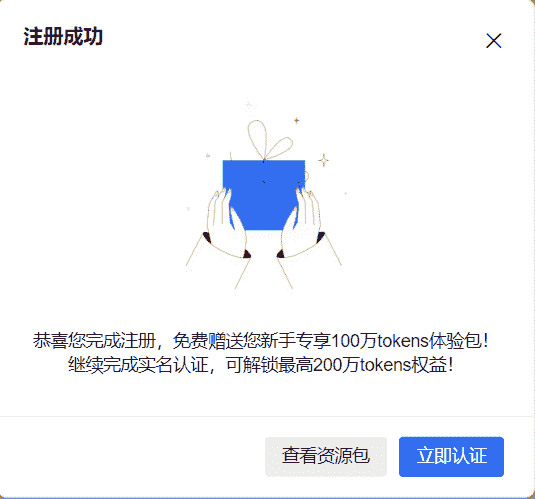 注册成功
恭喜您完成注册，免费赠送您新手专享100万tokens体验包！
继续完成实名认证，可解锁最高200万tokens权益！
查看资源包
立即认证